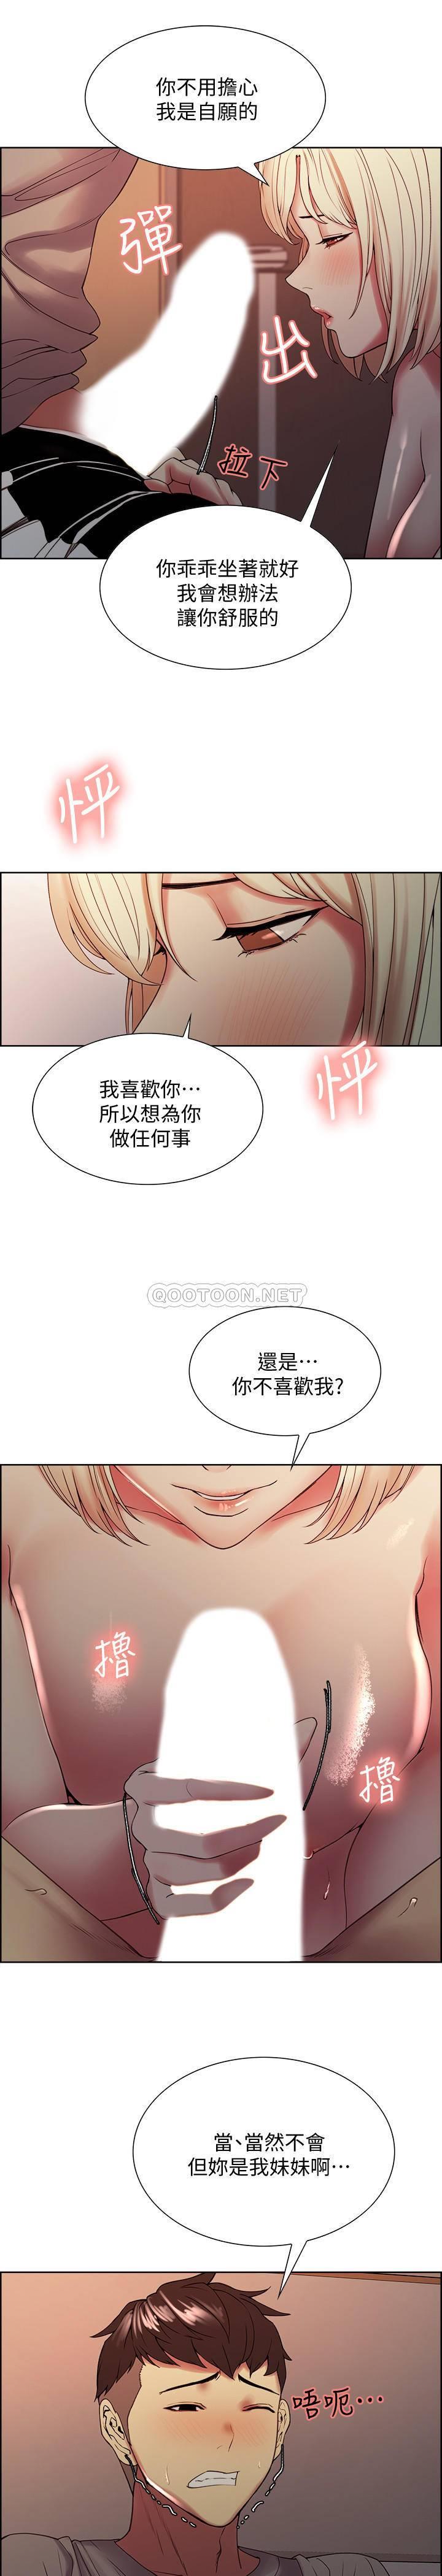 你不用擔心
我是自願的
彈
出
拉下
你乖乖坐著就好
我會想辦法
讓你舒服的
怦
我喜歡你…
所以想為你
做任何事
怦
QOOTOON.NET
還是…
你不喜歡我?
擼
擼
當、當然不會
但妳是我妹妹啊…
唔呃…